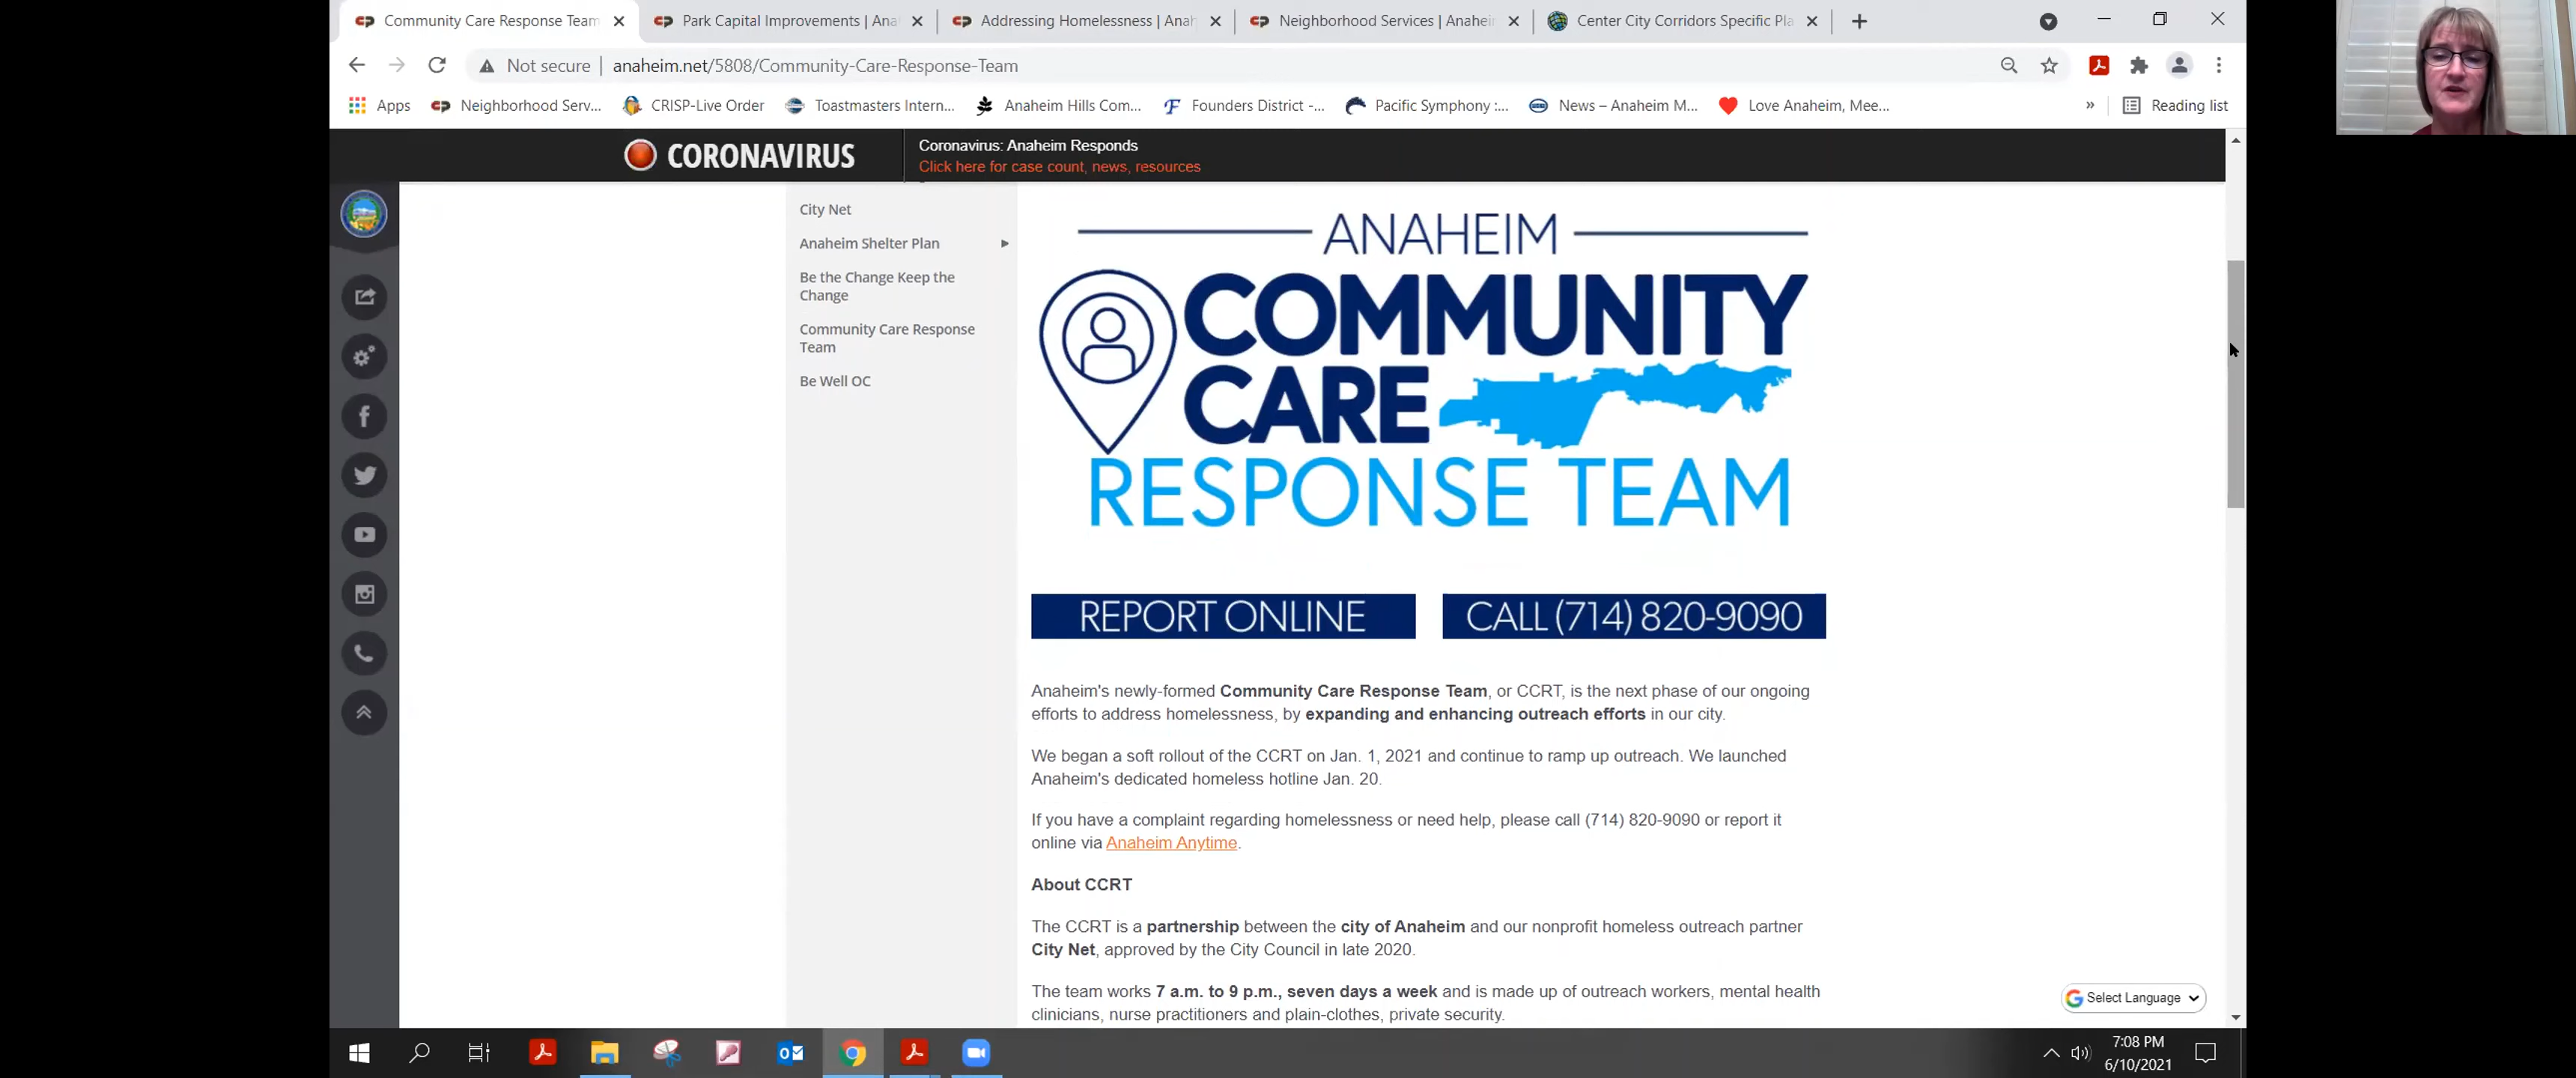 Community Care Response Team
Park Capital Improvements | Ana
Addressing Homelessness | Anah
Neighborhood Services | Anaheim
Center City Corridors Specific Pla
Not secure
anaheim.net/5808/Community-Care-Response-Team
Apps
Neighborhood Serv...
CRISP-Live Order
Toastmasters Intern...
Anaheim Hills Com...
Founders District -...
Pacific Symphony :...
News – Anaheim M...
Love Anaheim, Mee...
»
Reading list
CORONAVIRUS
Coronavirus: Anaheim Responds
Click here for case count, news, resources
City Net
Anaheim Shelter Plan
Be the Change Keep the
Change
Community Care Response
Team
Be Well OC
ANAHEIM
COMMUNITY
CARE
RESPONSE TEAM
REPORT ONLINE
CALL (714) 820-9090
Anaheim's newly-formed Community Care Response Team, or CCRT, is the next phase of our ongoing
efforts to address homelessness, by expanding and enhancing outreach efforts in our city.
We began a soft rollout of the CCRT on Jan. 1, 2021 and continue to ramp up outreach. We launched
Anaheim's dedicated homeless hotline Jan. 20.
If you have a complaint regarding homelessness or need help, please call (714) 820-9090 or report it
online via Anaheim Anytime.
About CCRT
The CCRT is a partnership between the city of Anaheim and our nonprofit homeless outreach partner
City Net, approved by the City Council in late 2020.
The team works 7 a.m. to 9 p.m., seven days a week and is made up of outreach workers, mental health
clinicians, nurse practitioners and plain-clothes, private security.
Select Language
7:08 PM
6/10/2021